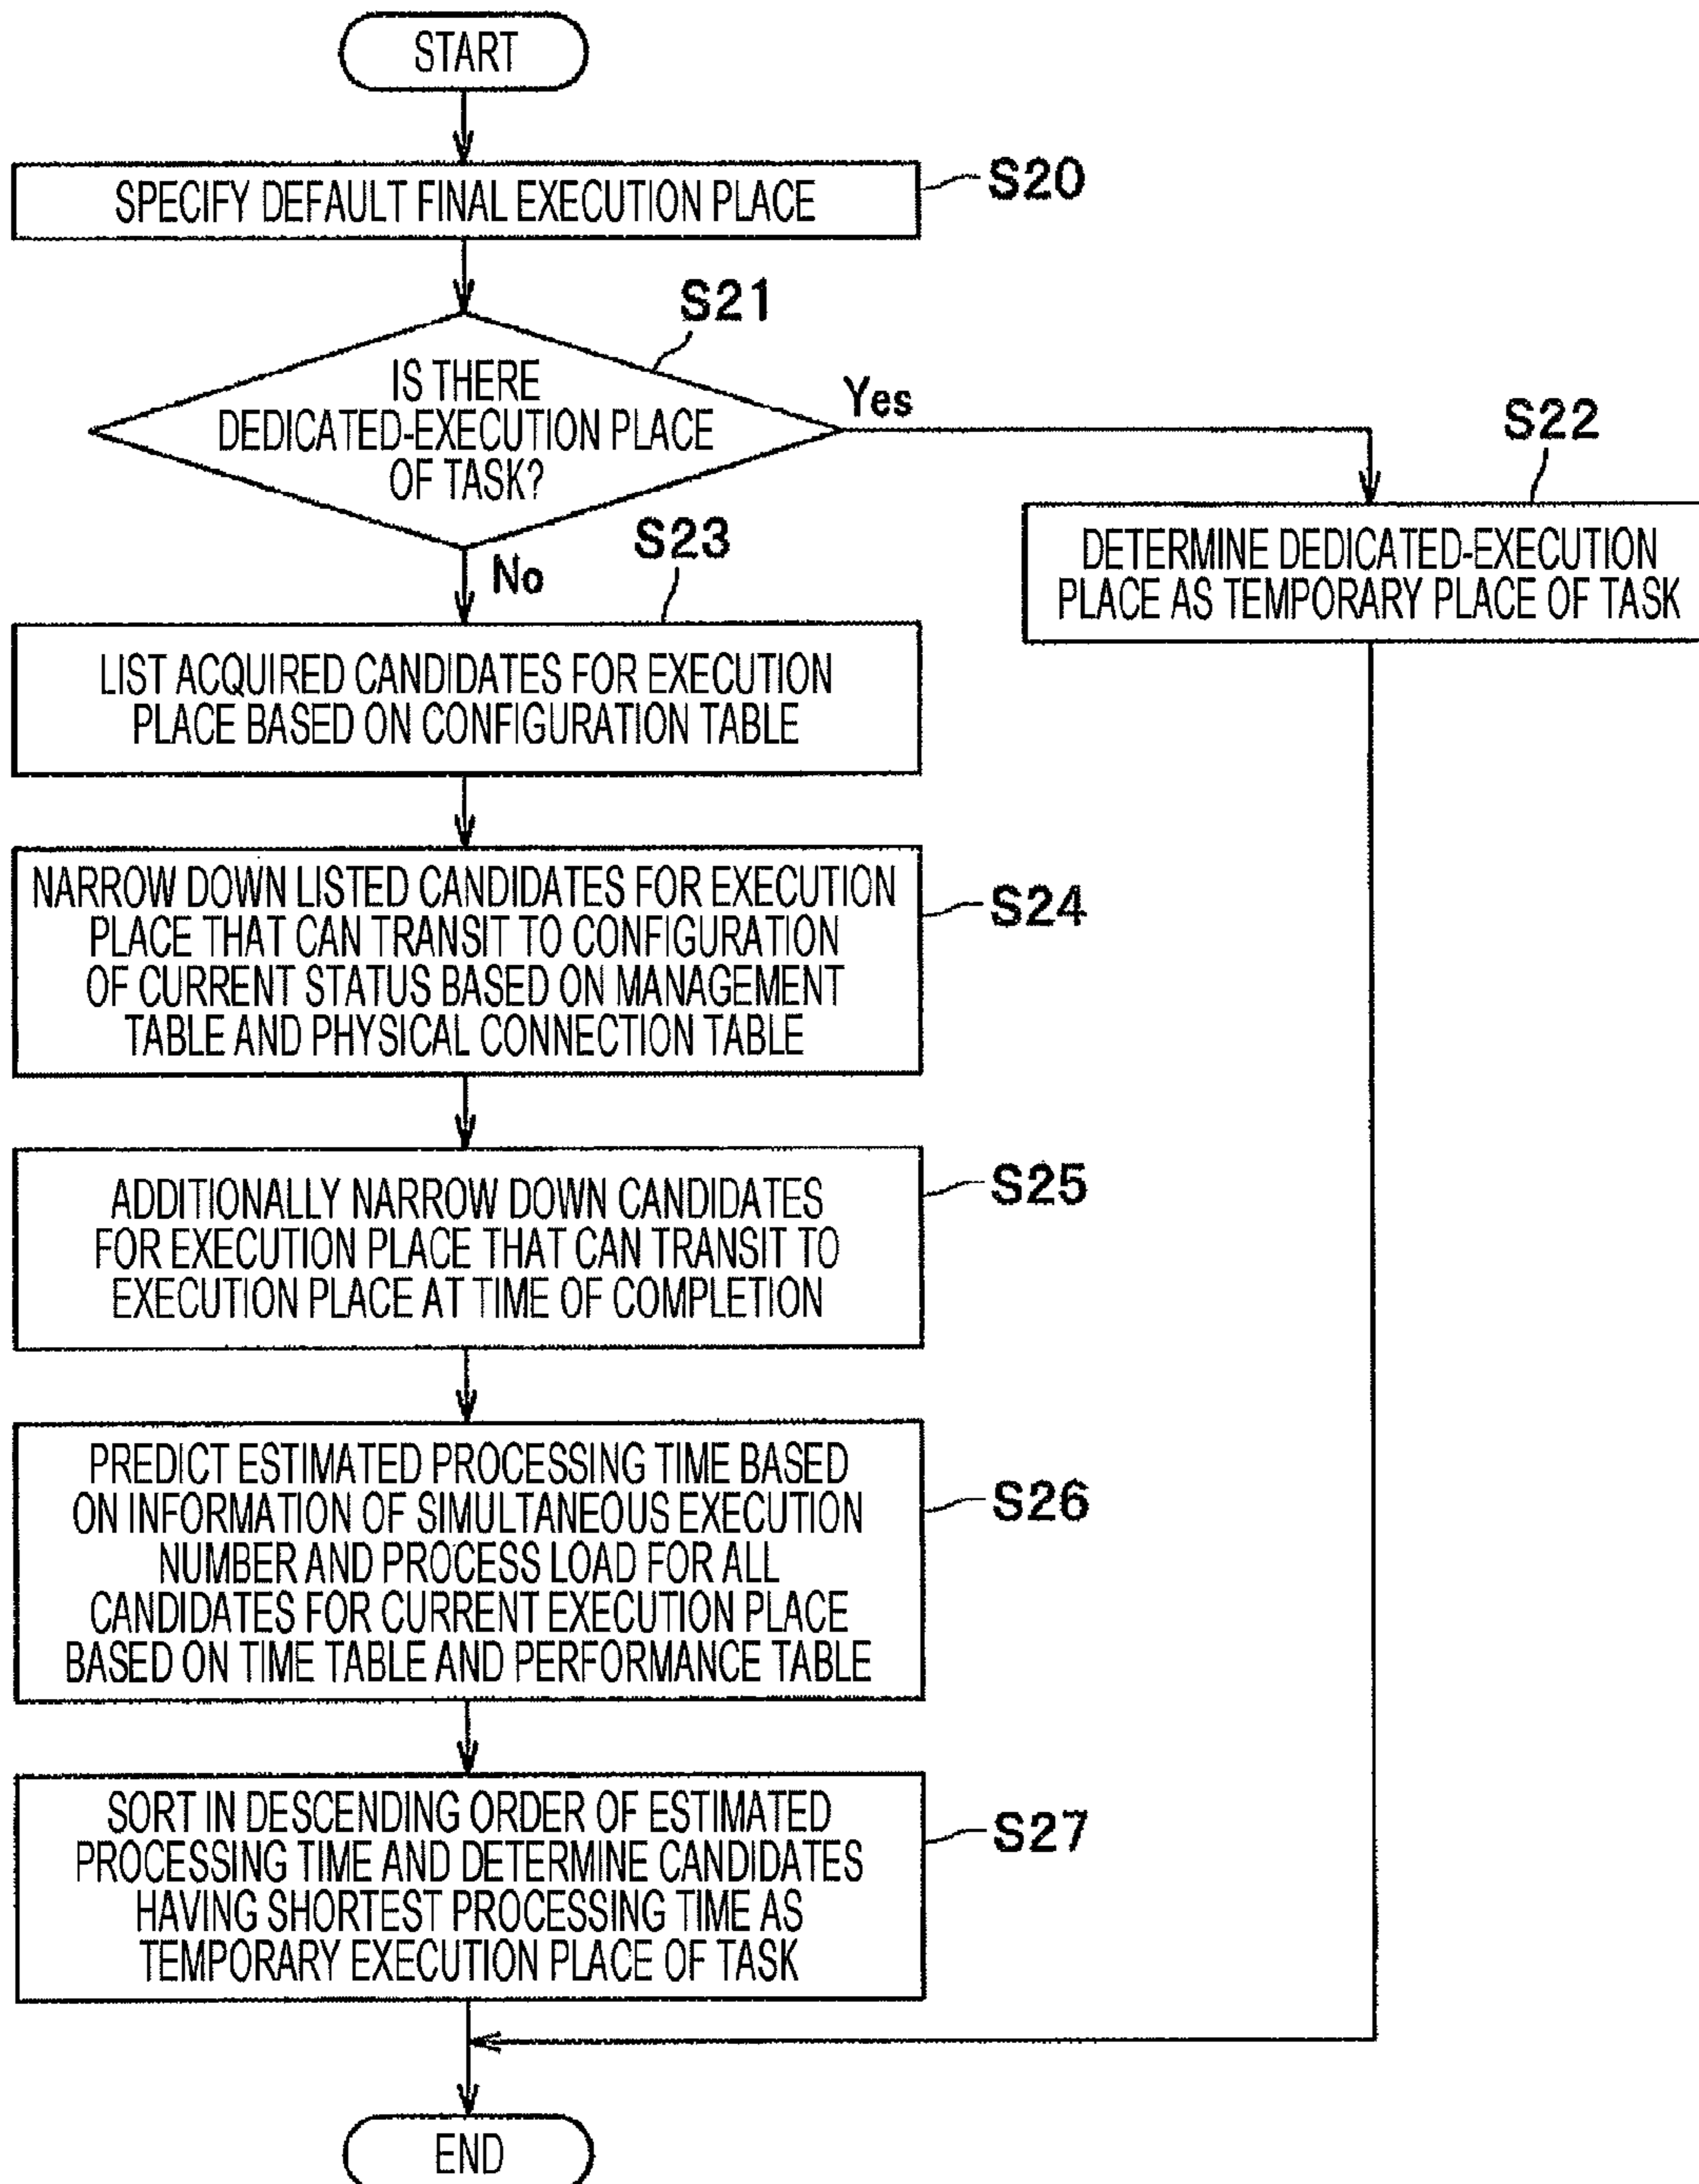 START
SPECIFY DEFAULT FINAL EXECUTION PLACE
S20
S21
IS THERE
DEDICATED-EXECUTION PLACE
OF TASK?
Yes
No
S22
DETERMINE DEDICATED-EXECUTION
PLACE AS TEMPORARY PLACE OF TASK
S23
LIST ACQUIRED CANDIDATES FOR EXECUTION
PLACE BASED ON CONFIGURATION TABLE
NARROW DOWN LISTED CANDIDATES FOR EXECUTION
PLACE THAT CAN TRANSIT TO CONFIGURATION
OF CURRENT STATUS BASED ON MANAGEMENT
TABLE AND PHYSICAL CONNECTION TABLE
S24
ADDITIONALLY NARROW DOWN CANDIDATES
FOR EXECUTION PLACE THAT CAN TRANSIT TO
EXECUTION PLACE AT TIME OF COMPLETION
S25
PREDICT ESTIMATED PROCESSING TIME BASED
ON INFORMATION OF SIMULTANEOUS EXECUTION
NUMBER AND PROCESS LOAD FOR ALL
CANDIDATES FOR CURRENT EXECUTION PLACE
BASED ON TIME TABLE AND PERFORMANCE TABLE
S26
SORT IN DESCENDING ORDER OF ESTIMATED
PROCESSING TIME AND DETERMINE CANDIDATES
HAVING SHORTEST PROCESSING TIME AS
TEMPORARY EXECUTION PLACE OF TASK
S27
END